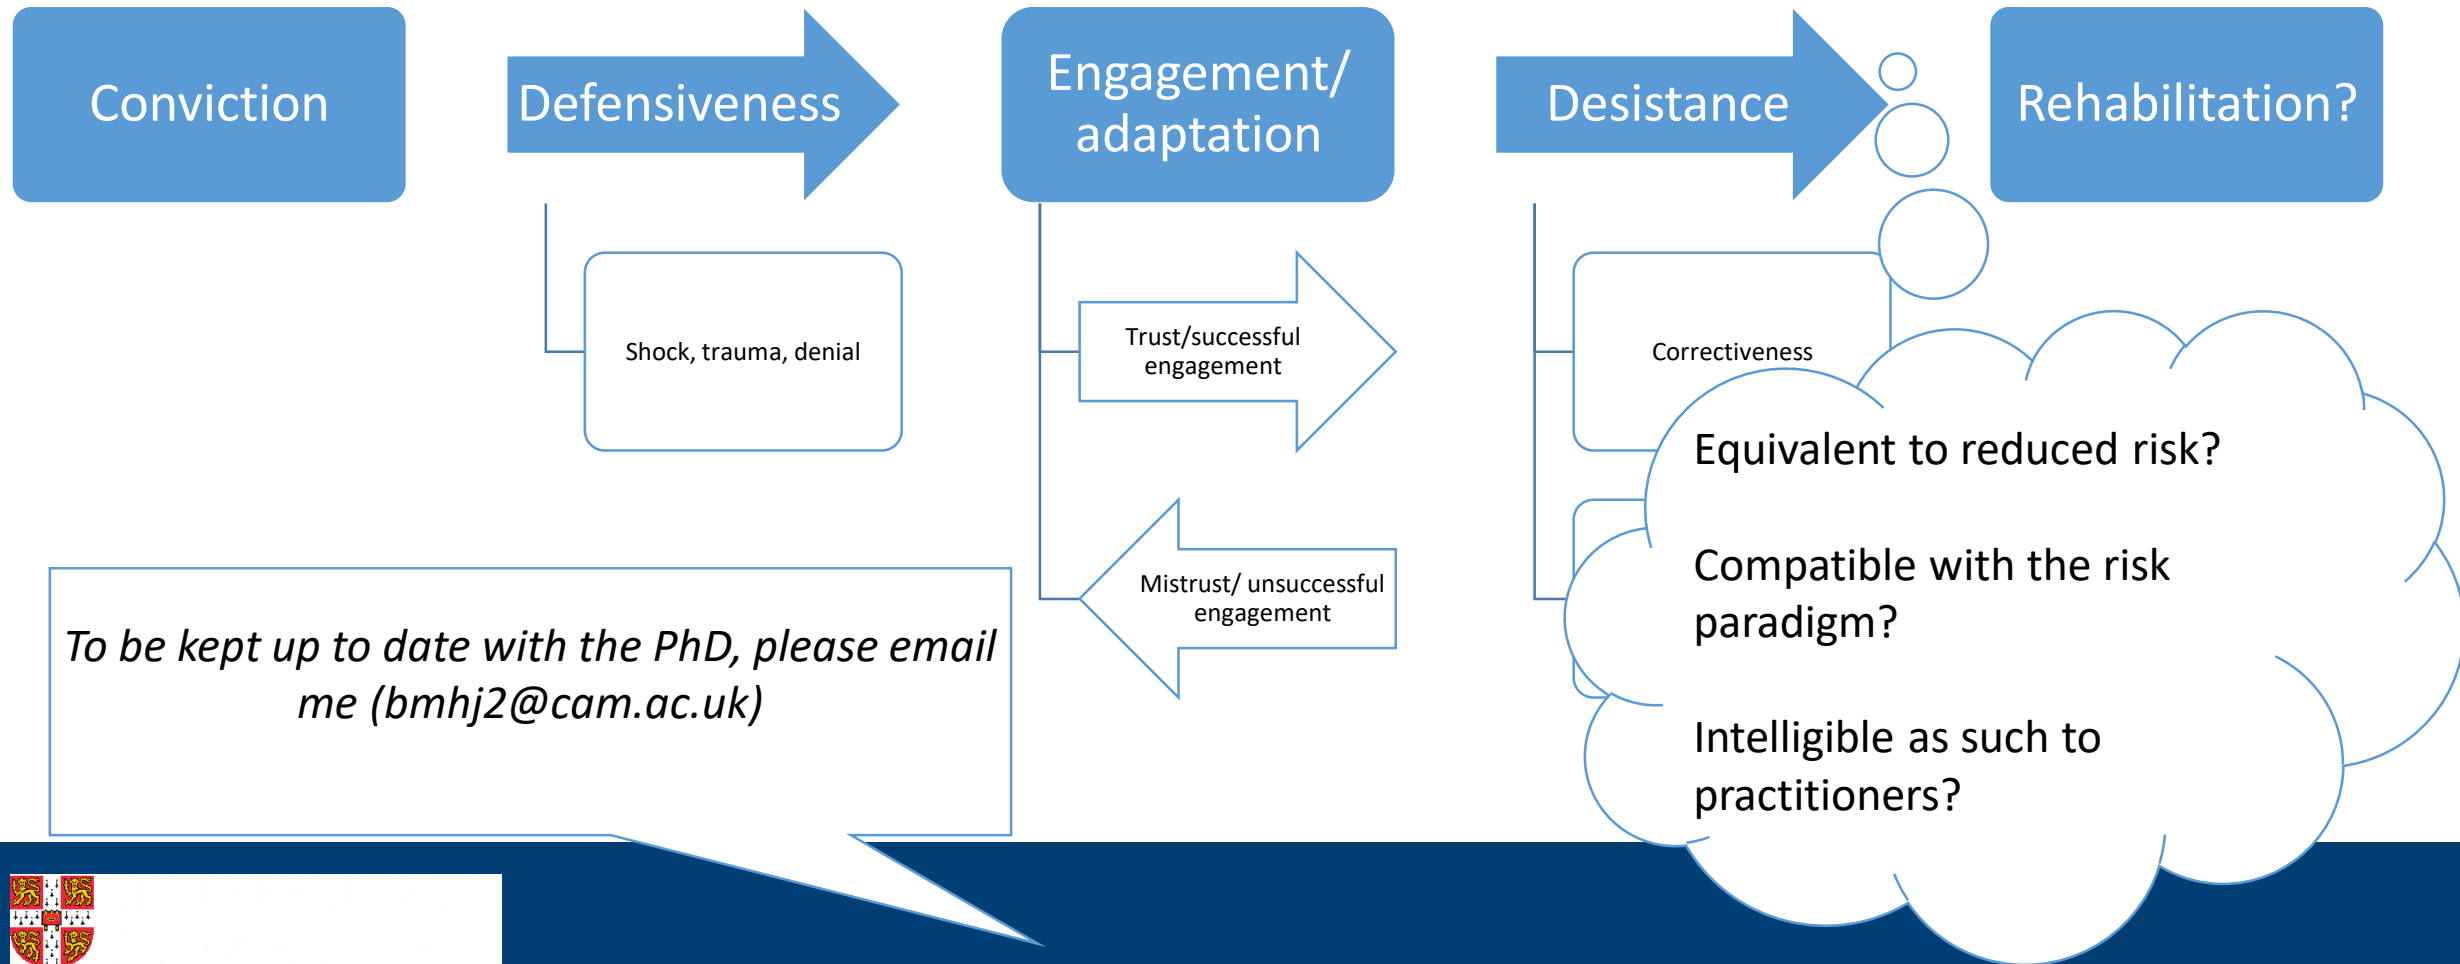 Conviction
Defensiveness
Engagement/
adaptation
Desistance
Rehabilitation?
Shock, trauma, denial
Trust/successful
engagement
Mistrust/ unsuccessful
engagement
Correctiveness
Equivalent to reduced risk?
Compatible with the risk
paradigm?
Intelligible as such to
practitioners?
To be kept up to date with the PhD, please email
me (bmhj2@cam.ac.uk)